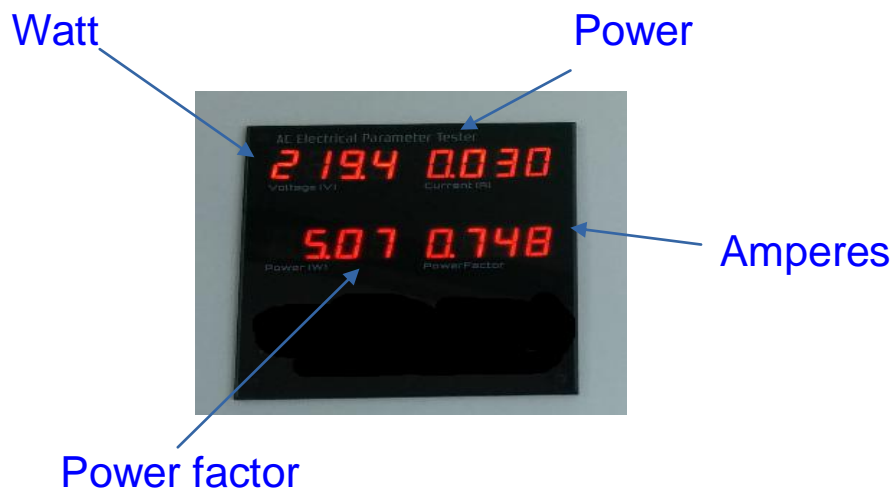 Watt
Power
AC Electrical Parameter Tester
219.4 0.030
Voltage (V) Current (A)
5.07 0.748
Power (W) PowerFactor
Amperes
Power factor